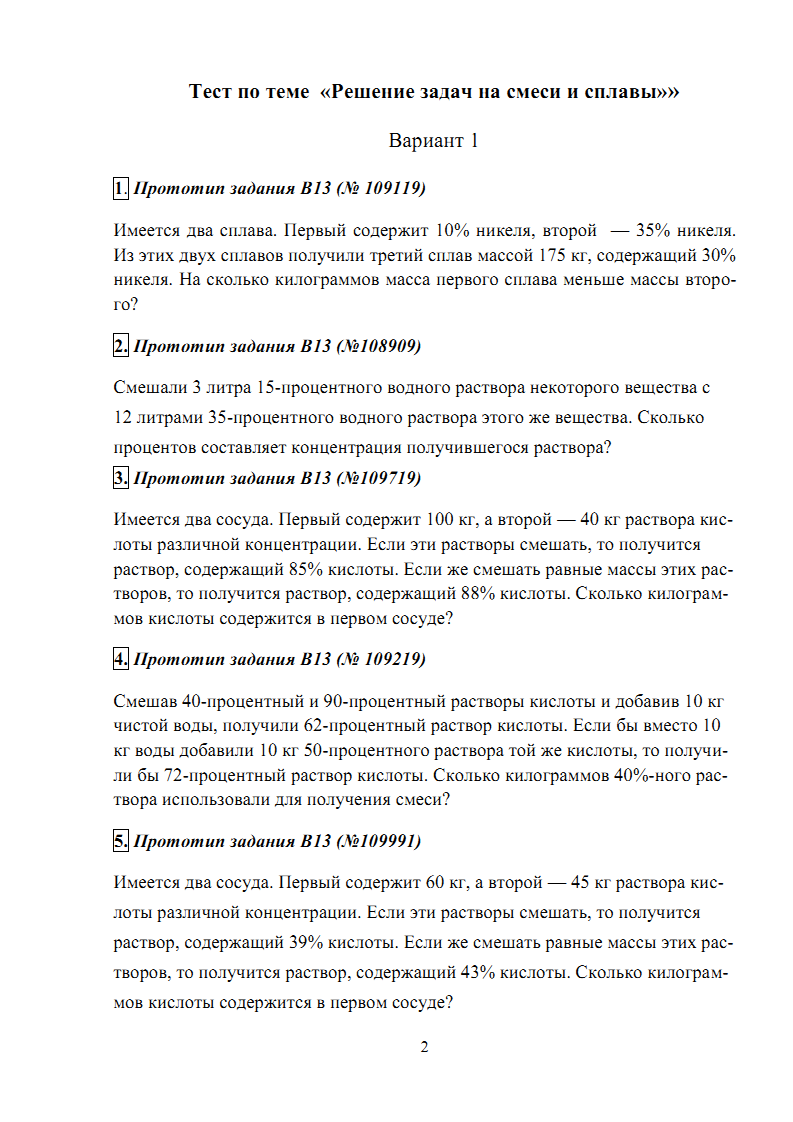 Тест по теме «Решение задач на смеси и сплавы»»
Вариант 1
1. Прототип задания B13 (№ 109119)
Имеется два сплава. Первый содержит 10% никеля, второй — 35% никеля.
Из этих двух сплавов получили третий сплав массой 175 кг, содержащий 30%
никеля. На сколько килограммов масса первого сплава меньше массы второ-
го?
2. Прототип задания B13 (№108909)
Смешали 3 литра 15-процентного водного раствора некоторого вещества с
12 литрами 35-процентного водного раствора этого же вещества. Сколько
процентов составляет концентрация получившегося раствора?
3. Прототип задания B13 (№109719)
Имеется два сосуда. Первый содержит 100 кг, а второй — 40 кг раствора кис-
лоты различной концентрации. Если эти растворы смешать, то получится
раствор, содержащий 85% кислоты. Если же смешать равные массы этих рас-
творов, то получится раствор, содержащий 88% кислоты. Сколько килограм-
мов кислоты содержится в первом сосуде?
4. Прототип задания B13 (№ 109219)
Смешав 40-процентный и 90-процентный растворы кислоты и добавив 10 кг
чистой воды, получили 62-процентный раствор кислоты. Если бы вместо 10
кг воды добавили 10 кг 50-процентного раствора той же кислоты, то получи-
ли бы 72-процентный раствор кислоты. Сколько килограммов 40%-ного рас-
твора использовали для получения смеси?
5. Прототип задания B13 (№109991)
Имеется два сосуда. Первый содержит 60 кг, а второй — 45 кг раствора кис-
лоты различной концентрации. Если эти растворы смешать, то получится
раствор, содержащий 39% кислоты. Если же смешать равные массы этих рас-
творов, то получится раствор, содержащий 43% кислоты. Сколько килограм-
мов кислоты содержится в первом сосуде?
2